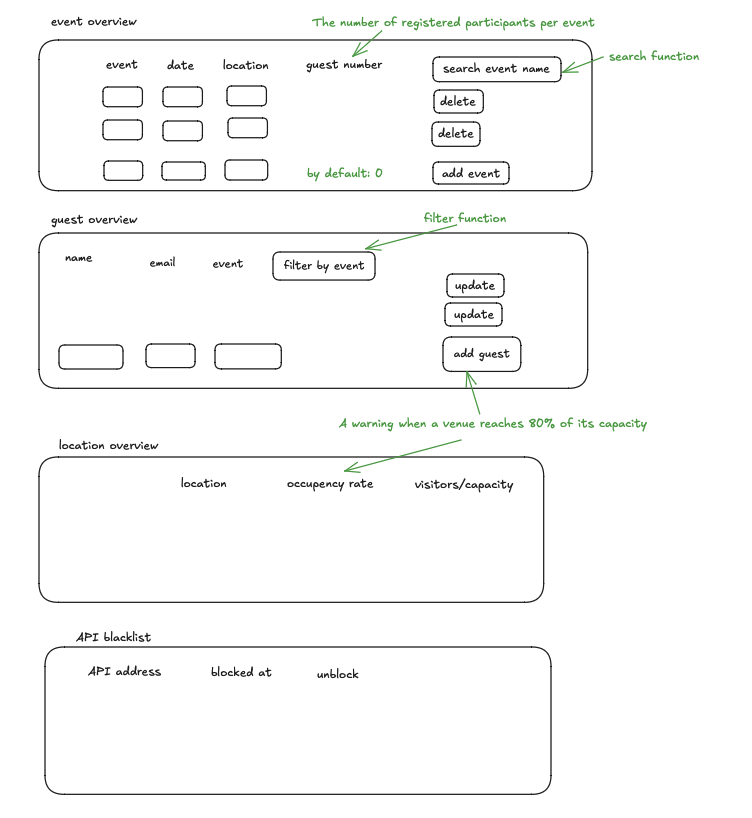 event overview
The number of registered participants per event
event date location guest number search event name
search function
delete
delete
by default: 0 add event
guest overview
filter function
name email event filter by event
update
update
add guest
A warning when a venue reaches 80% of its capacity
location overview
location occupency rate visitors/capacity
API blacklist
API address blocked at unblock